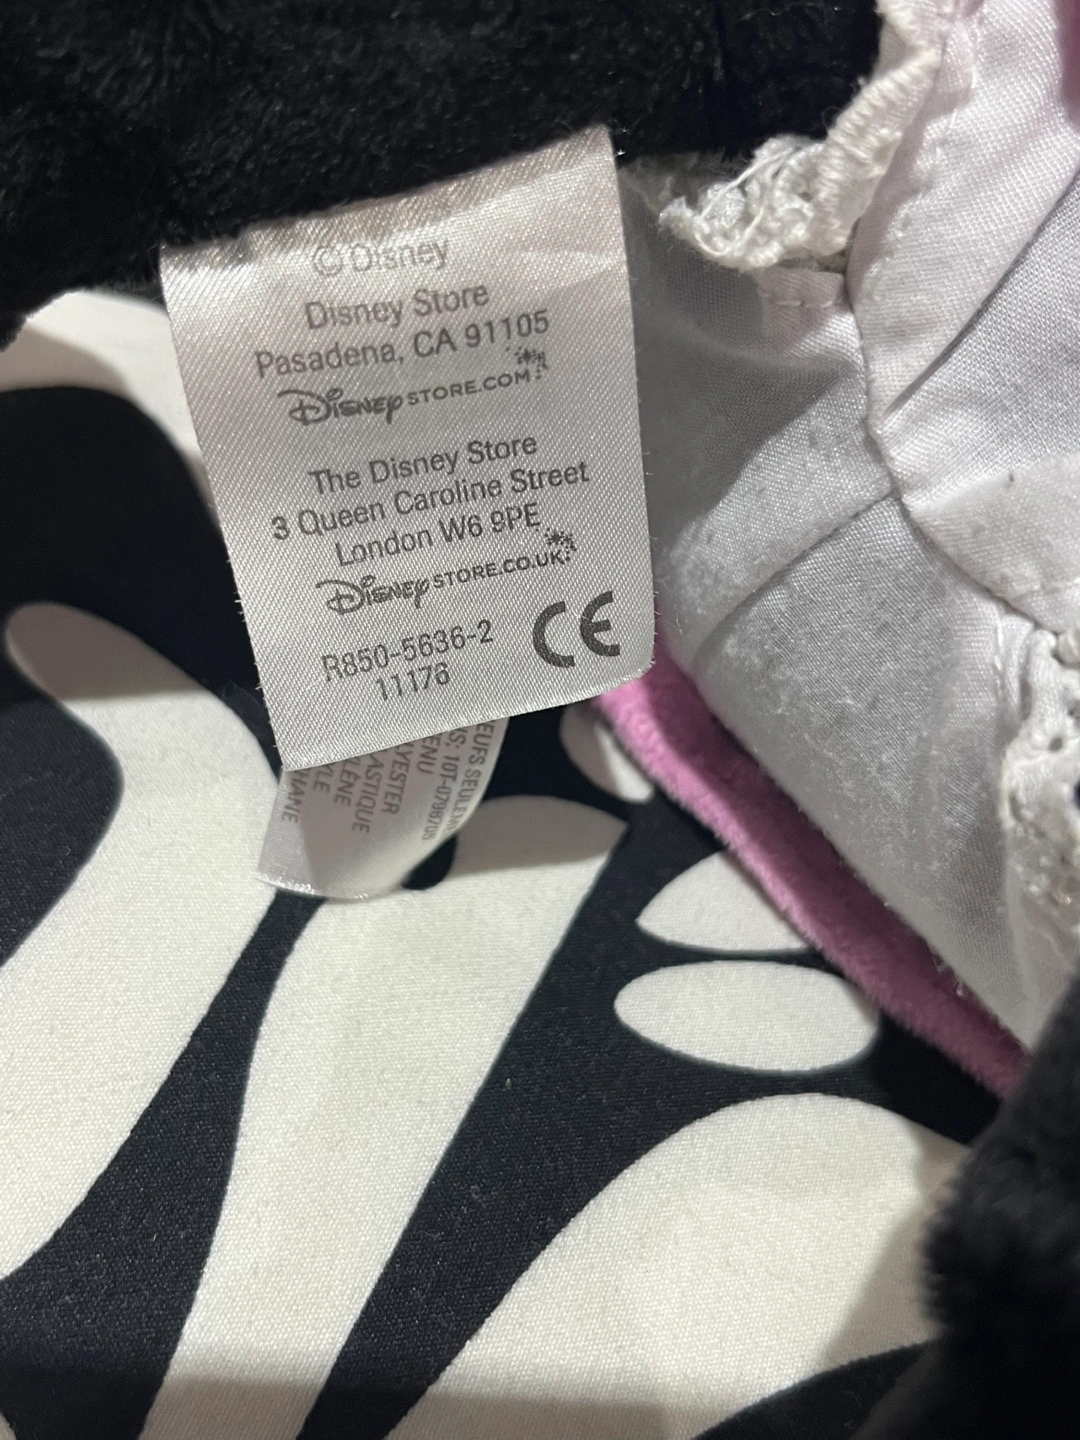 © Disney
Disney Store
Pasadena, CA 91105
DISNEYSTORE.COM
The Disney Store
3 Queen Caroline Street
London W6 9PE
DISNEYSTORE.CO.UK
R850-5636-2
11176
CE